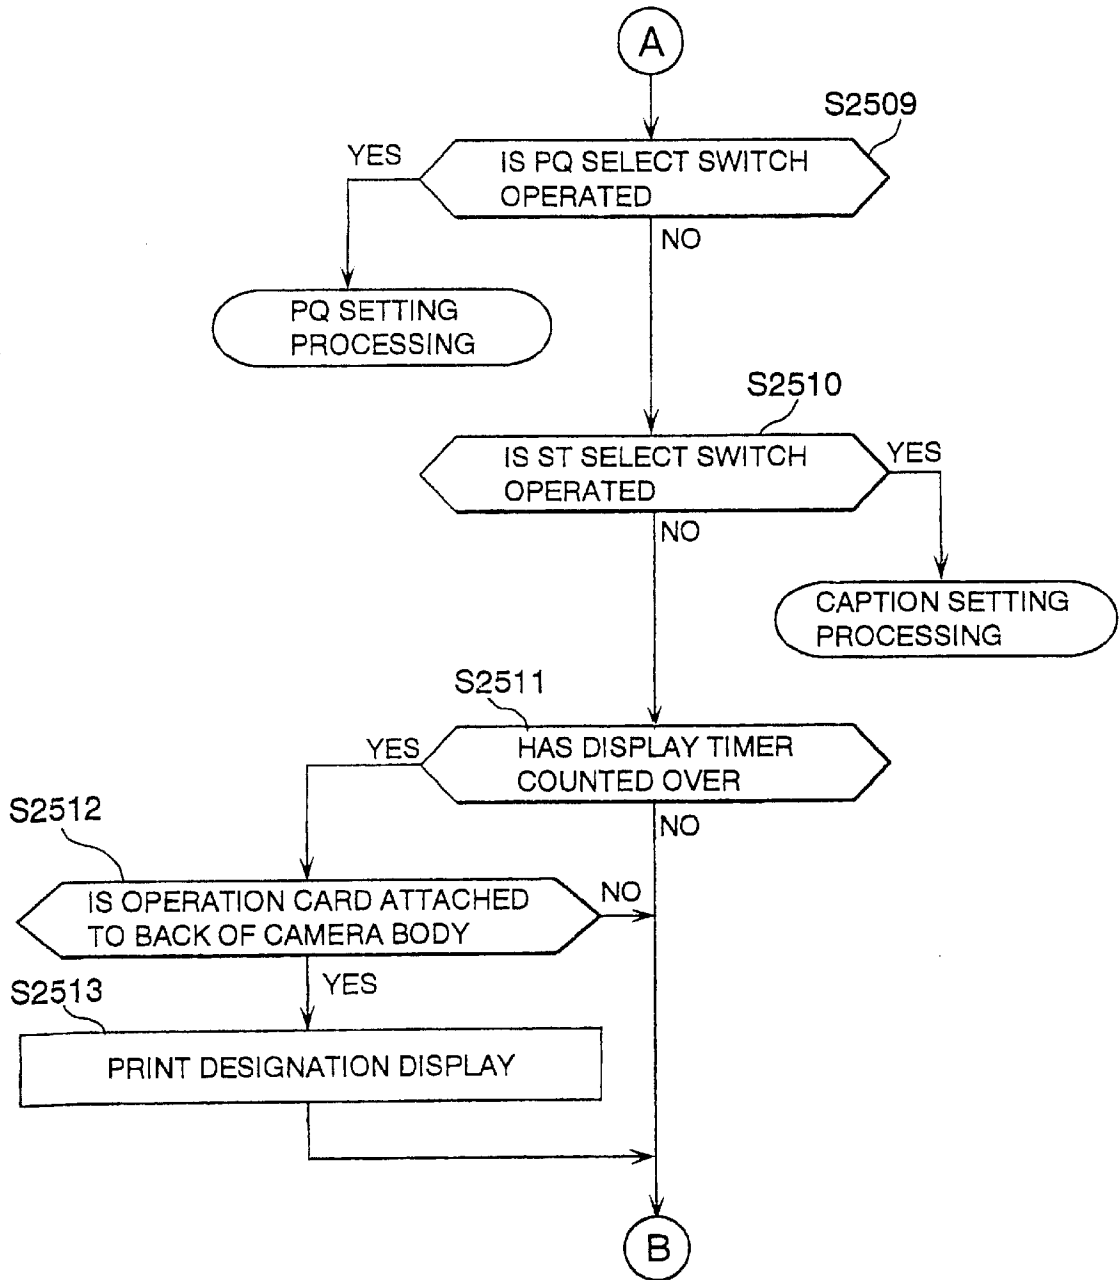 A
S2509
YES
IS PQ SELECT SWITCH
OPERATED
NO
PQ SETTING
PROCESSING
S2510
IS ST SELECT SWITCH
OPERATED
YES
NO
CAPTION SETTING
PROCESSING
S2511
YES
HAS DISPLAY TIMER
COUNTED OVER
NO
S2512
IS OPERATION CARD ATTACHED
TO BACK OF CAMERA BODY
NO
YES
S2513
PRINT DESIGNATION DISPLAY
B